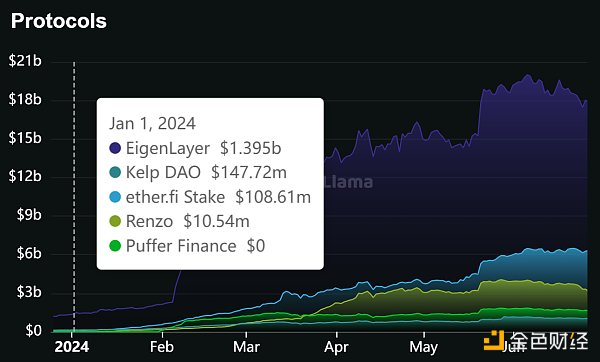 Protocols
$21b
$18b
$15b
$12b
$9b
$6b
$3b
$0
Jan 1, 2024
EigenLayer $1.395b
Kelp DAO $147.72m
ether.fi Stake $108.61m
Renzo $10.54m
Puffer Finance $0
Llama
2024
Feb
Mar
Apr
May
Jun
金色财经